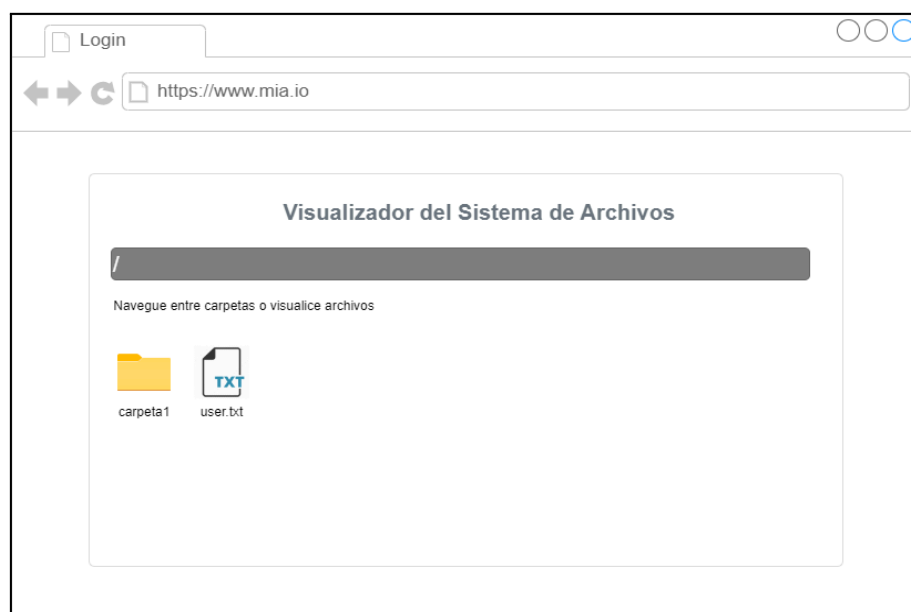 Login
https://www.mia.io
Visualizador del Sistema de Archivos
/
Navegue entre carpetas o visualice archivos
TXT
carpeta1 user.txt